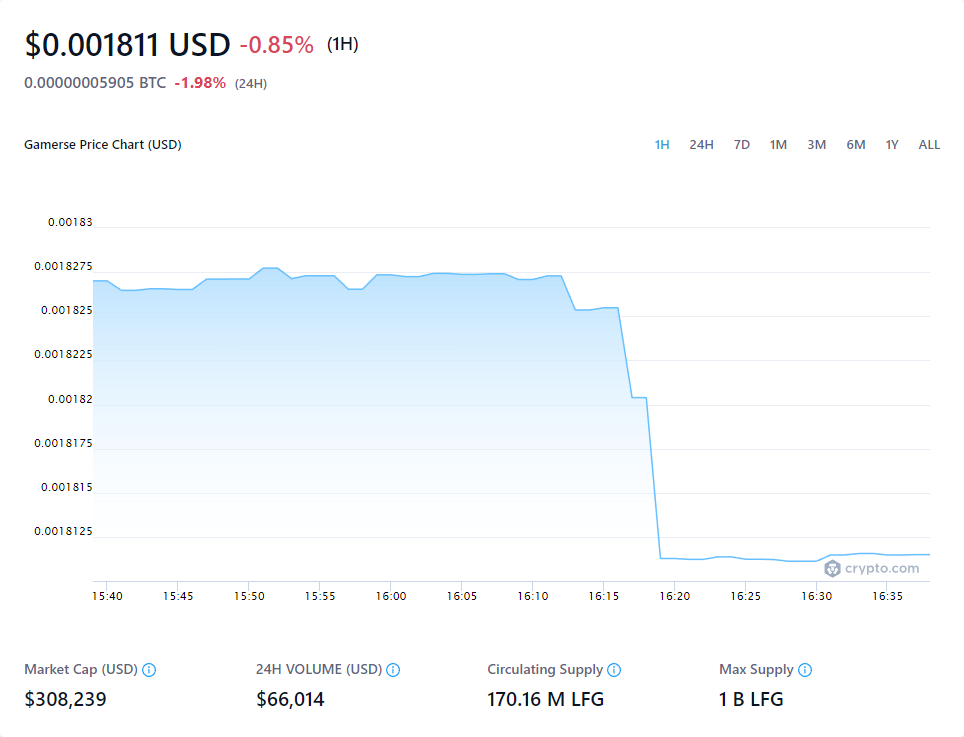 $0.001811 USD -0.85% (1H)
0.00000005905 BTC -1.98% (24H)
Gamerse Price Chart (USD) 1H 24H 7D 1M 3M 6M 1Y ALL
0.00183
0.0018275
0.001825
0.0018225
0.00182
0.0018175
0.001815
0.0018125
crypto.com
15:40 15:45 15:50 15:55 16:00 16:05 16:10 16:15 16:20 16:25 16:30 16:35
Market Cap (USD) 24H VOLUME (USD) Circulating Supply Max Supply
$308,239 $66,014 170.16 M LFG 1 B LFG